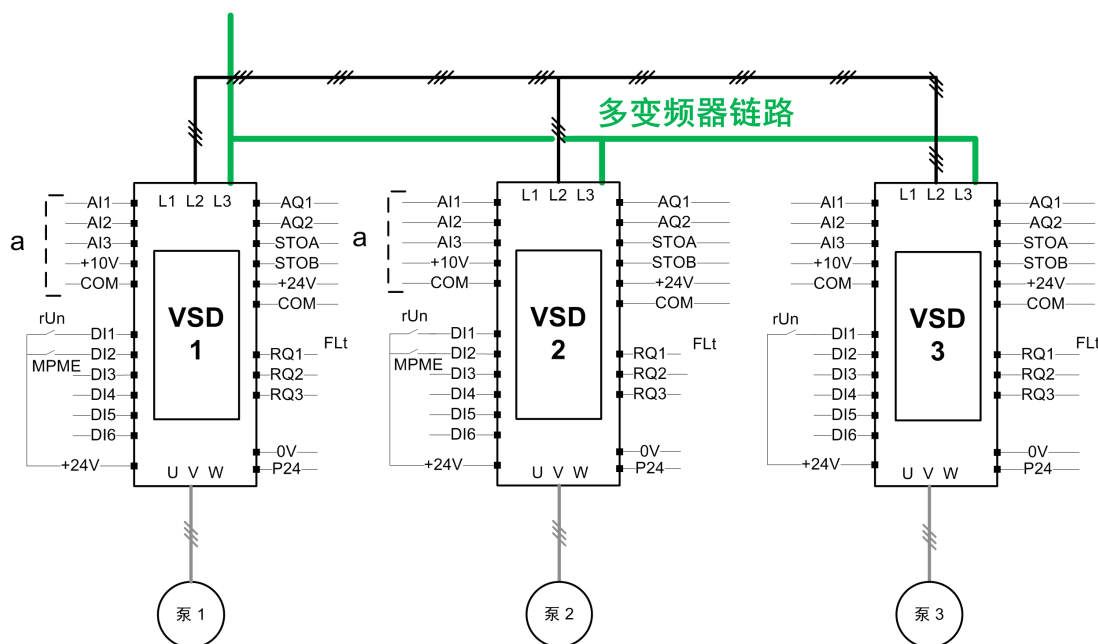 多变频器链路
L1 L2 L3
AI1
AI2
AI3
+10V
COM
a
AQ1
AQ2
STOA
STOB
+24V
COM
VSD
1
rUn
DI1
DI2
MPME
DI3
DI4
DI5
DI6
+24V
FLt
RQ1
RQ2
RQ3
0V
P24
U V W
泵 1
L1 L2 L3
AI1
AI2
AI3
+10V
COM
a
AQ1
AQ2
STOA
STOB
+24V
COM
VSD
2
rUn
DI1
DI2
MPME
DI3
DI4
DI5
DI6
+24V
FLt
RQ1
RQ2
RQ3
0V
P24
U V W
泵 2
L1 L2 L3
AI1
AI2
AI3
+10V
COM
AQ1
AQ2
STOA
STOB
+24V
COM
VSD
3
rUn
DI1
DI2
DI3
DI4
DI5
DI6
+24V
FLt
RQ1
RQ2
RQ3
0V
P24
U V W
泵 3